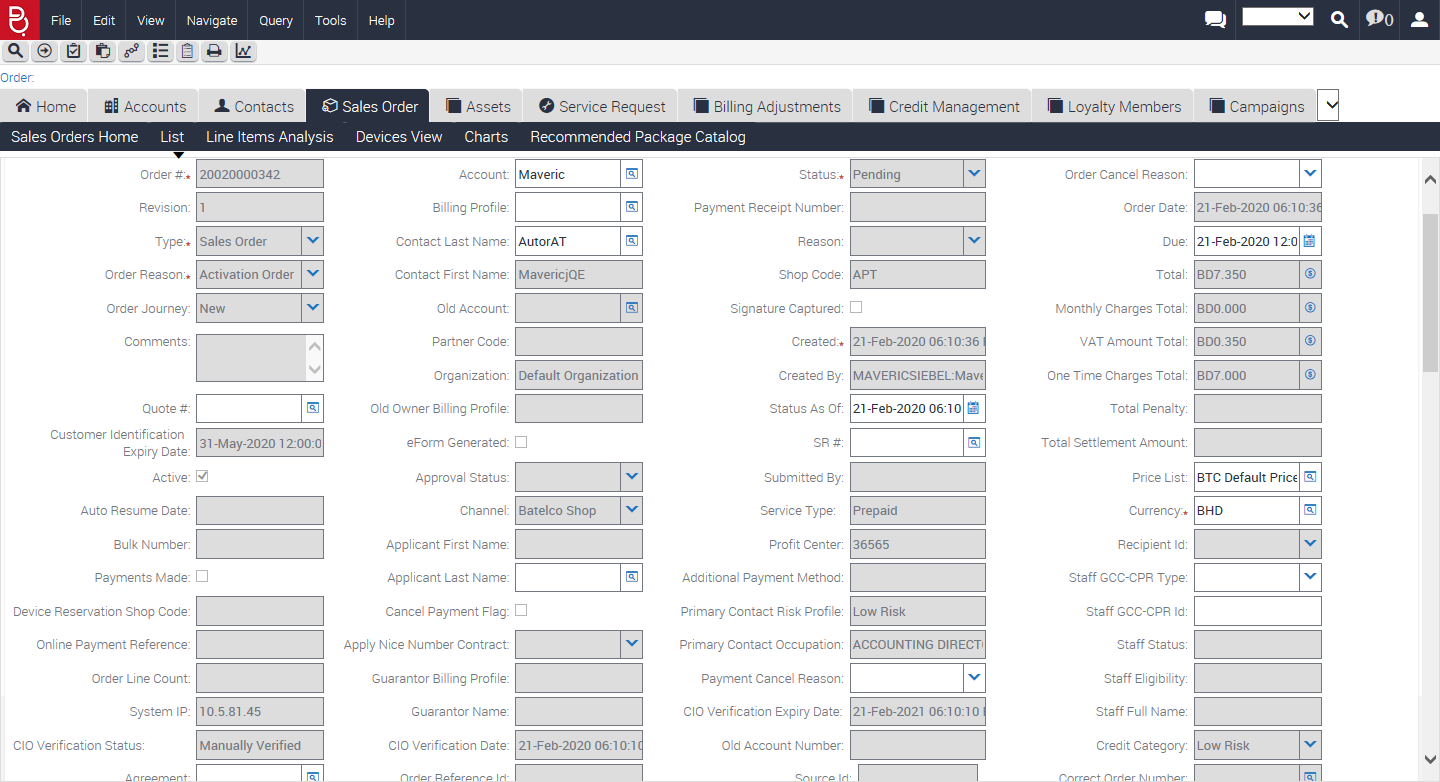 File Edit View Navigate Query Tools Help 0
Order:
Home Accounts Contacts Sales Order Assets Service Request Billing Adjustments Credit Management Loyalty Members Campaigns
Sales Orders Home List Line Items Analysis Devices View Charts Recommended Package Catalog
Order #:* 20020000342 Account: Maveric Status:* Pending Order Cancel Reason:
Revision: 1 Billing Profile: Payment Receipt Number: Order Date: 21-Feb-2020 06:10:36
Type:* Sales Order Contact Last Name: AutorAT Reason: Due: 21-Feb-2020 12:0
Order Reason:* Activation Order Contact First Name: MavericjQE Shop Code: APT Total: BD7.350
Order Journey: New Old Account: Signature Captured: Monthly Charges Total: BD0.000
Comments: Partner Code: Created:* 21-Feb-2020 06:10:36 VAT Amount Total: BD0.350
Organization: Default Organization Created By: MAVERICSIEBEL:Mave One Time Charges Total: BD7.000
Quote #: Old Owner Billing Profile: Status As Of: 21-Feb-2020 06:10 Total Penalty:
Customer Identification
Expiry Date: 31-May-2020 12:00:0 eForm Generated: SR #: Total Settlement Amount:
Active: Approval Status: Submitted By: Price List: BTC Default Price
Auto Resume Date: Channel: Batelco Shop Service Type: Prepaid Currency:* BHD
Bulk Number: Applicant First Name: Profit Center: 36565 Recipient Id:
Payments Made: Applicant Last Name: Additional Payment Method: Staff GCC-CPR Type:
Device Reservation Shop Code: Cancel Payment Flag: Primary Contact Risk Profile: Low Risk Staff GCC-CPR Id:
Online Payment Reference: Apply Nice Number Contract: Primary Contact Occupation: ACCOUNTING DIRECT Staff Status:
Order Line Count: Guarantor Billing Profile: Payment Cancel Reason: Staff Eligibility:
System IP: 10.5.81.45 Guarantor Name: CIO Verification Expiry Date: 21-Feb-2021 06:10:10 Staff Full Name:
CIO Verification Status: Manually Verified CIO Verification Date: 21-Feb-2020 06:10:10 Old Account Number: Credit Category: Low Risk
Agreement: Order Reference Id: Source Id: Correct Order Number: